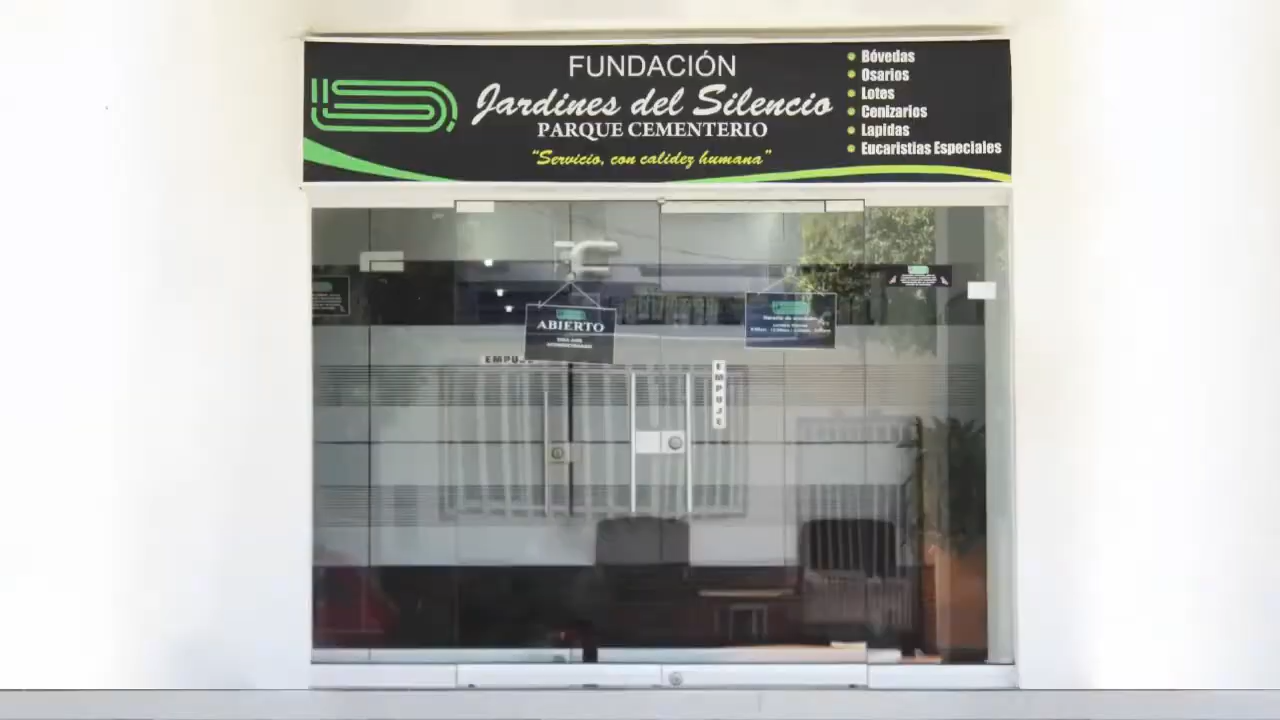 FUNDACIÓN
Jardines del Silencio
PARQUE CEMENTERIO
“Servicio, con calidez humana”
Bóvedas
Osarios
Lotes
Cenizarios
Lapidas
Eucaristias Especiales
ABIERTO
EMPUJE
EMPUJE